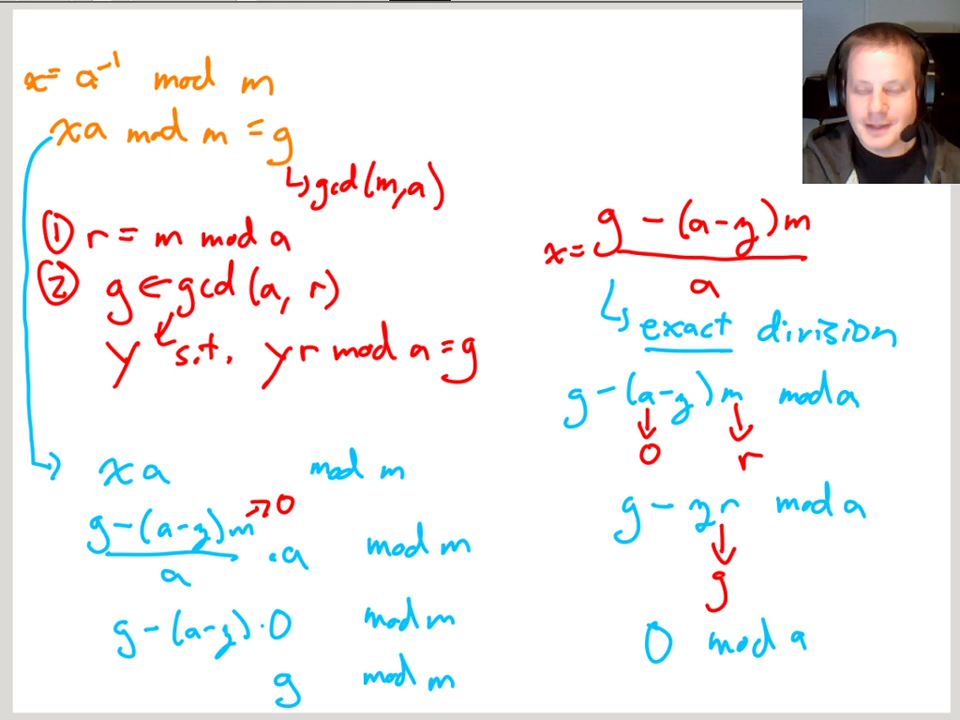 x = a⁻¹ mod m
xa mod m = g
↳ gcd(m,a)
① r = m mod a
② g ← gcd(a, r)
y s.t. yr mod a = g
xa mod m
g-(a-z)m → 0
a
·a mod m
g-(a-z)·0 mod m
g mod m
x = g - (a-z)m
a
↳ exact division
g-(a-z)m mod a
0 r
g - zr mod a
g
0 mod a